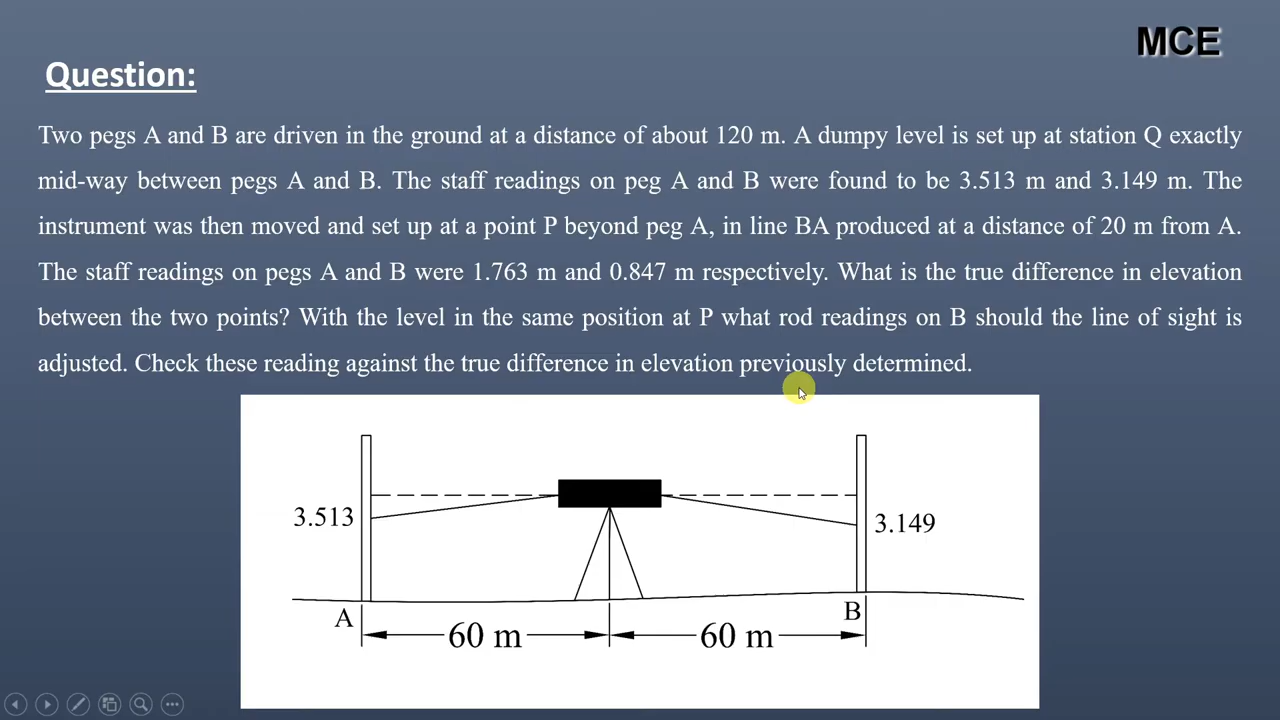 MCE
Question:
Two pegs A and B are driven in the ground at a distance of about 120 m. A dumpy level is set up at station Q exactly
mid-way between pegs A and B. The staff readings on peg A and B were found to be 3.513 m and 3.149 m. The
instrument was then moved and set up at a point P beyond peg A, in line BA produced at a distance of 20 m from A.
The staff readings on pegs A and B were 1.763 m and 0.847 m respectively. What is the true difference in elevation
between the two points? With the level in the same position at P what rod readings on B should the line of sight is
adjusted. Check these reading against the true difference in elevation previously determined.
3.513
3.149
A
B
60 m
60 m